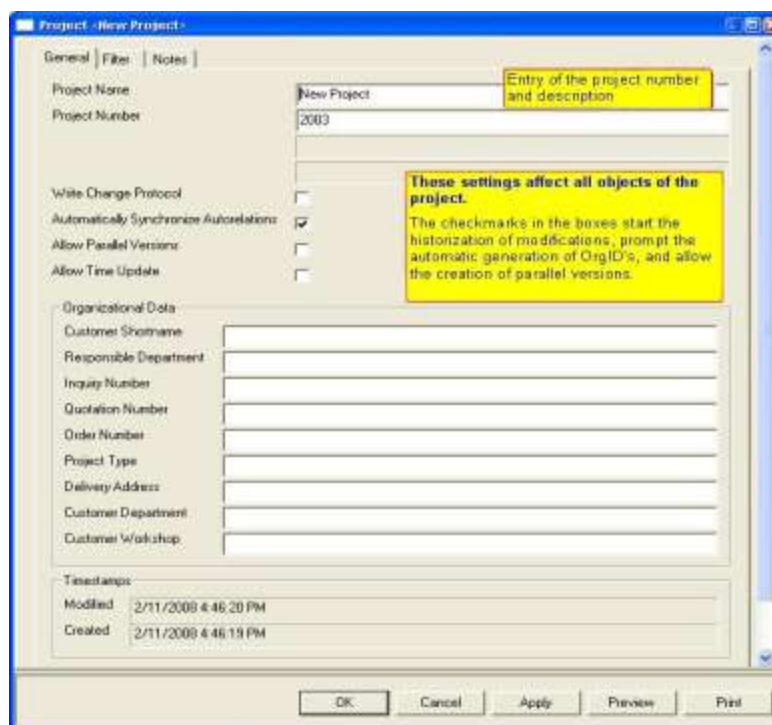 Project <New Project>
General Filter Notes
Project Name New Project
Entry of the project number
and description
Project Number 2003
Write Change Protocol
These settings affect all objects of the
project.
Automatically Synchronize Autorelations
The checkmarks in the boxes start the
historization of modifications, prompt the
automatic generation of OrgID's, and allow
the creation of parallel versions.
Allow Parallel Versions
Allow Time Update
Organizational Data
Customer Shortname
Responsible Department
Inquiry Number
Quotation Number
Order Number
Project Type
Delivery Address
Customer Department
Customer Workshop
Timestamps
Modified 2/11/2008 4:46:20 PM
Created 2/11/2008 4:46:19 PM
OK Cancel Apply Preview Print